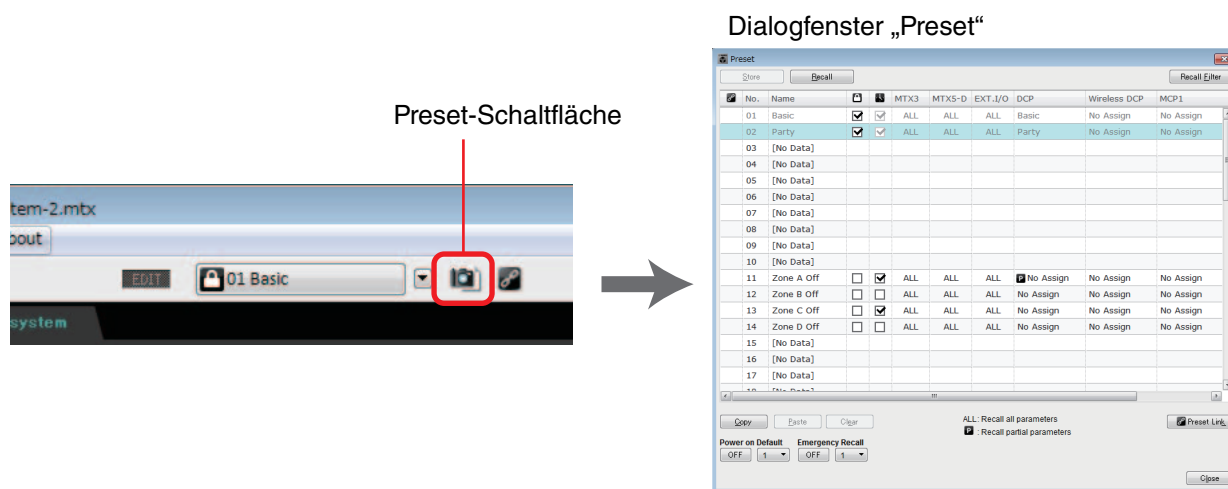 Dialogfenster „Preset“
Preset-Schaltfläche
tem-2.mtx
bout
EDIT 01 Basic
system
Preset
Store Recall Recall Filter
No. Name MTX3 MTX5-D EXT.I/O DCP Wireless DCP MCP1
01 Basic ALL ALL ALL Basic No Assign No Assign
02 Party ALL ALL ALL Party No Assign No Assign
03 [No Data]
04 [No Data]
05 [No Data]
06 [No Data]
07 [No Data]
08 [No Data]
09 [No Data]
10 [No Data]
11 Zone A Off ALL ALL ALL P No Assign No Assign No Assign
12 Zone B Off ALL ALL ALL No Assign No Assign No Assign
13 Zone C Off ALL ALL ALL No Assign No Assign No Assign
14 Zone D Off ALL ALL ALL No Assign No Assign No Assign
15 [No Data]
16 [No Data]
17 [No Data]
Copy Paste Clear ALL: Recall all parameters Preset Link
P : Recall partial parameters
Power on Default Emergency Recall
OFF 1 OFF 1
Close